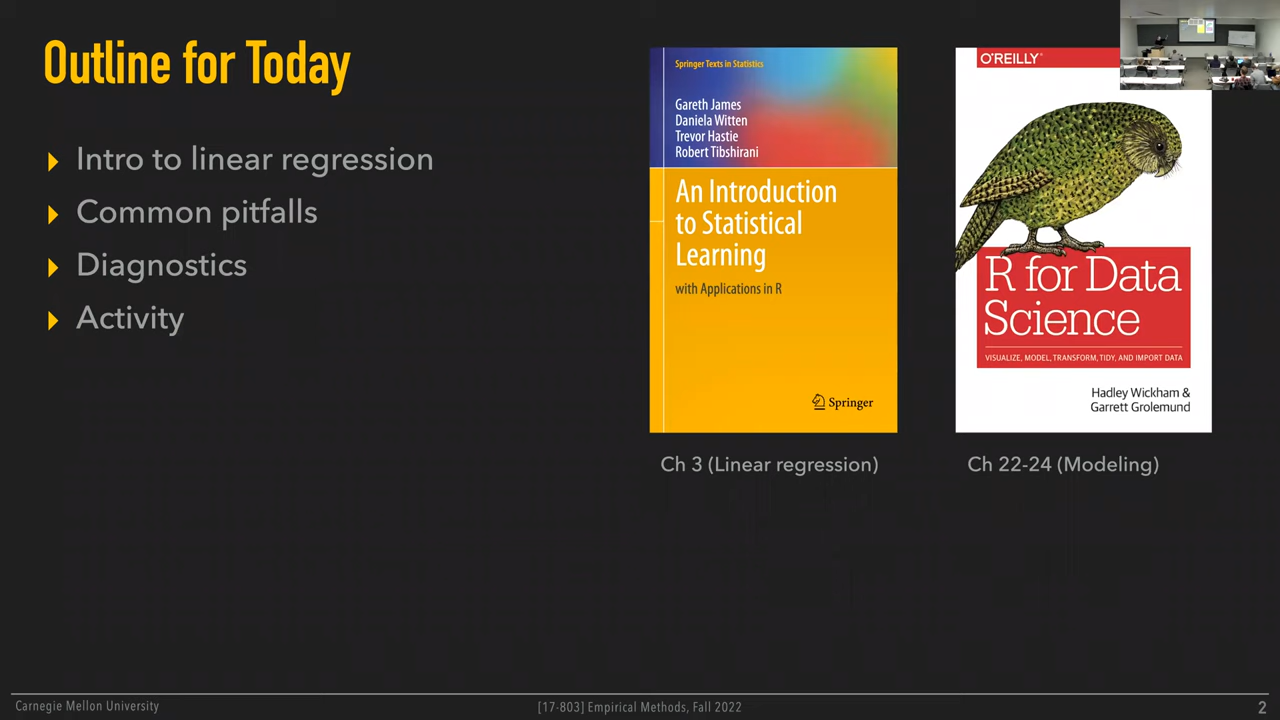 Outline for Today
Intro to linear regression
Common pitfalls
Diagnostics
Activity
Springer Texts in Statistics
Gareth James
Daniela Witten
Trevor Hastie
Robert Tibshirani
An Introduction
to Statistical
Learning
with Applications in R
Springer
Ch 3 (Linear regression)
O'REILLY®
R for Data
Science
VISUALIZE, MODEL, TRANSFORM, TIDY, AND IMPORT DATA
Hadley Wickham &
Garrett Grolemund
Ch 22-24 (Modeling)
Carnegie Mellon University
[17-803] Empirical Methods, Fall 2022
2